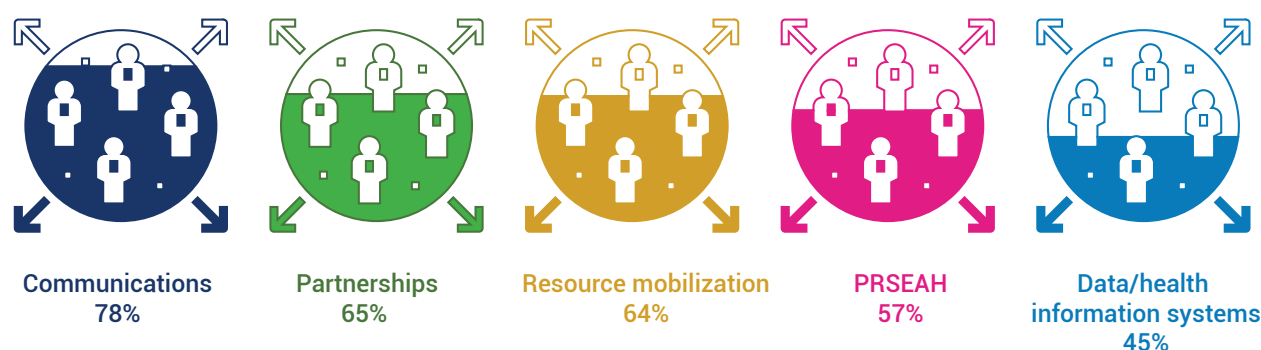 Communications
78%
Partnerships
65%
Resource mobilization
64%
PRSEAH
57%
Data/health
information systems
45%